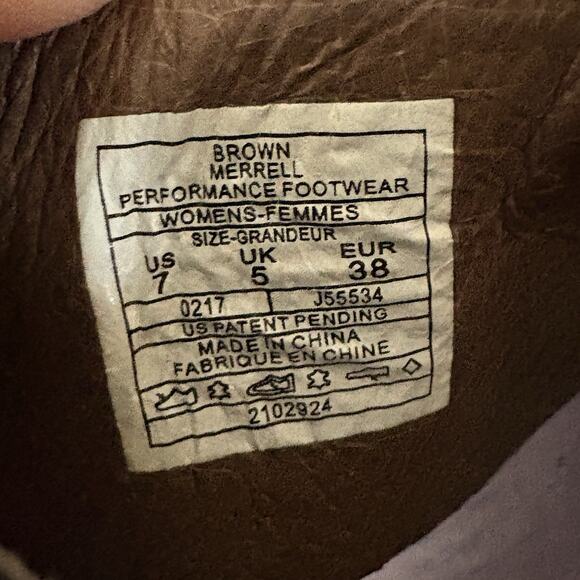 BROWN
MERRELL
PERFORMANCE FOOTWEAR
WOMENS-FEMMES
SIZE-GRANDEUR
US UK EUR
7 5 38
0217 J55534
US PATENT PENDING
MADE IN CHINA
FABRIQUE EN CHINE
2102924